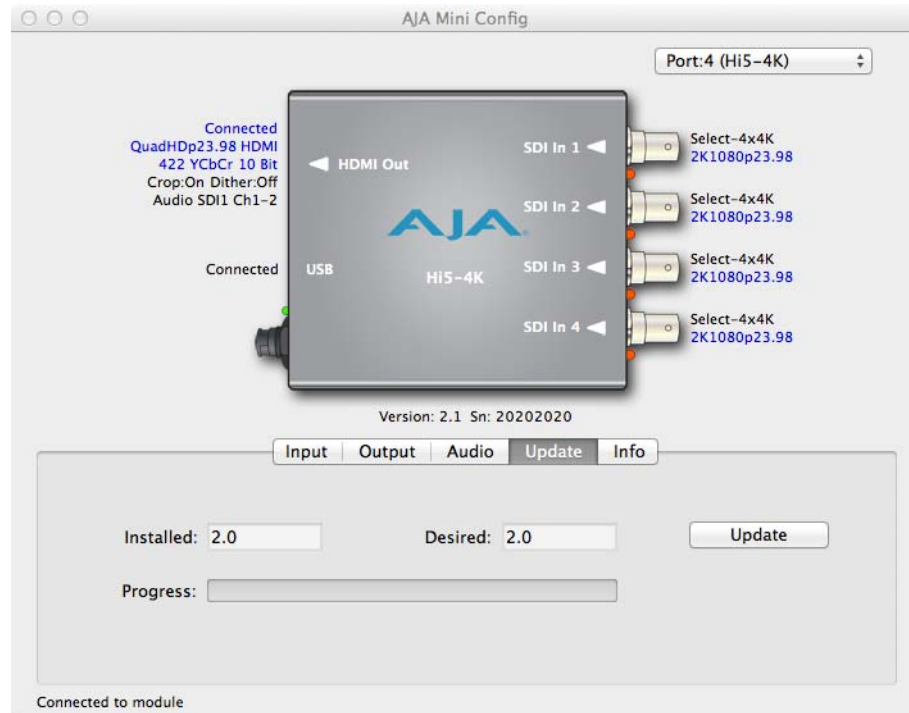 AJA Mini Config
Port:4 (Hi5-4K)
Connected
QuadHDp23.98 HDMI
422 YCbCr 10 Bit
Crop:On Dither:Off
Audio SDI1 Ch1-2
HDMI Out
SDI In 1
Select-4x4K
2K1080p23.98
SDI In 2
Select-4x4K
2K1080p23.98
AJA
Connected
USB
Hi5-4K
SDI In 3
Select-4x4K
2K1080p23.98
SDI In 4
Select-4x4K
2K1080p23.98
Version: 2.1 Sn: 20202020
Input Output Audio Update Info
Installed: 2.0 Desired: 2.0 Update
Progress:
Connected to module